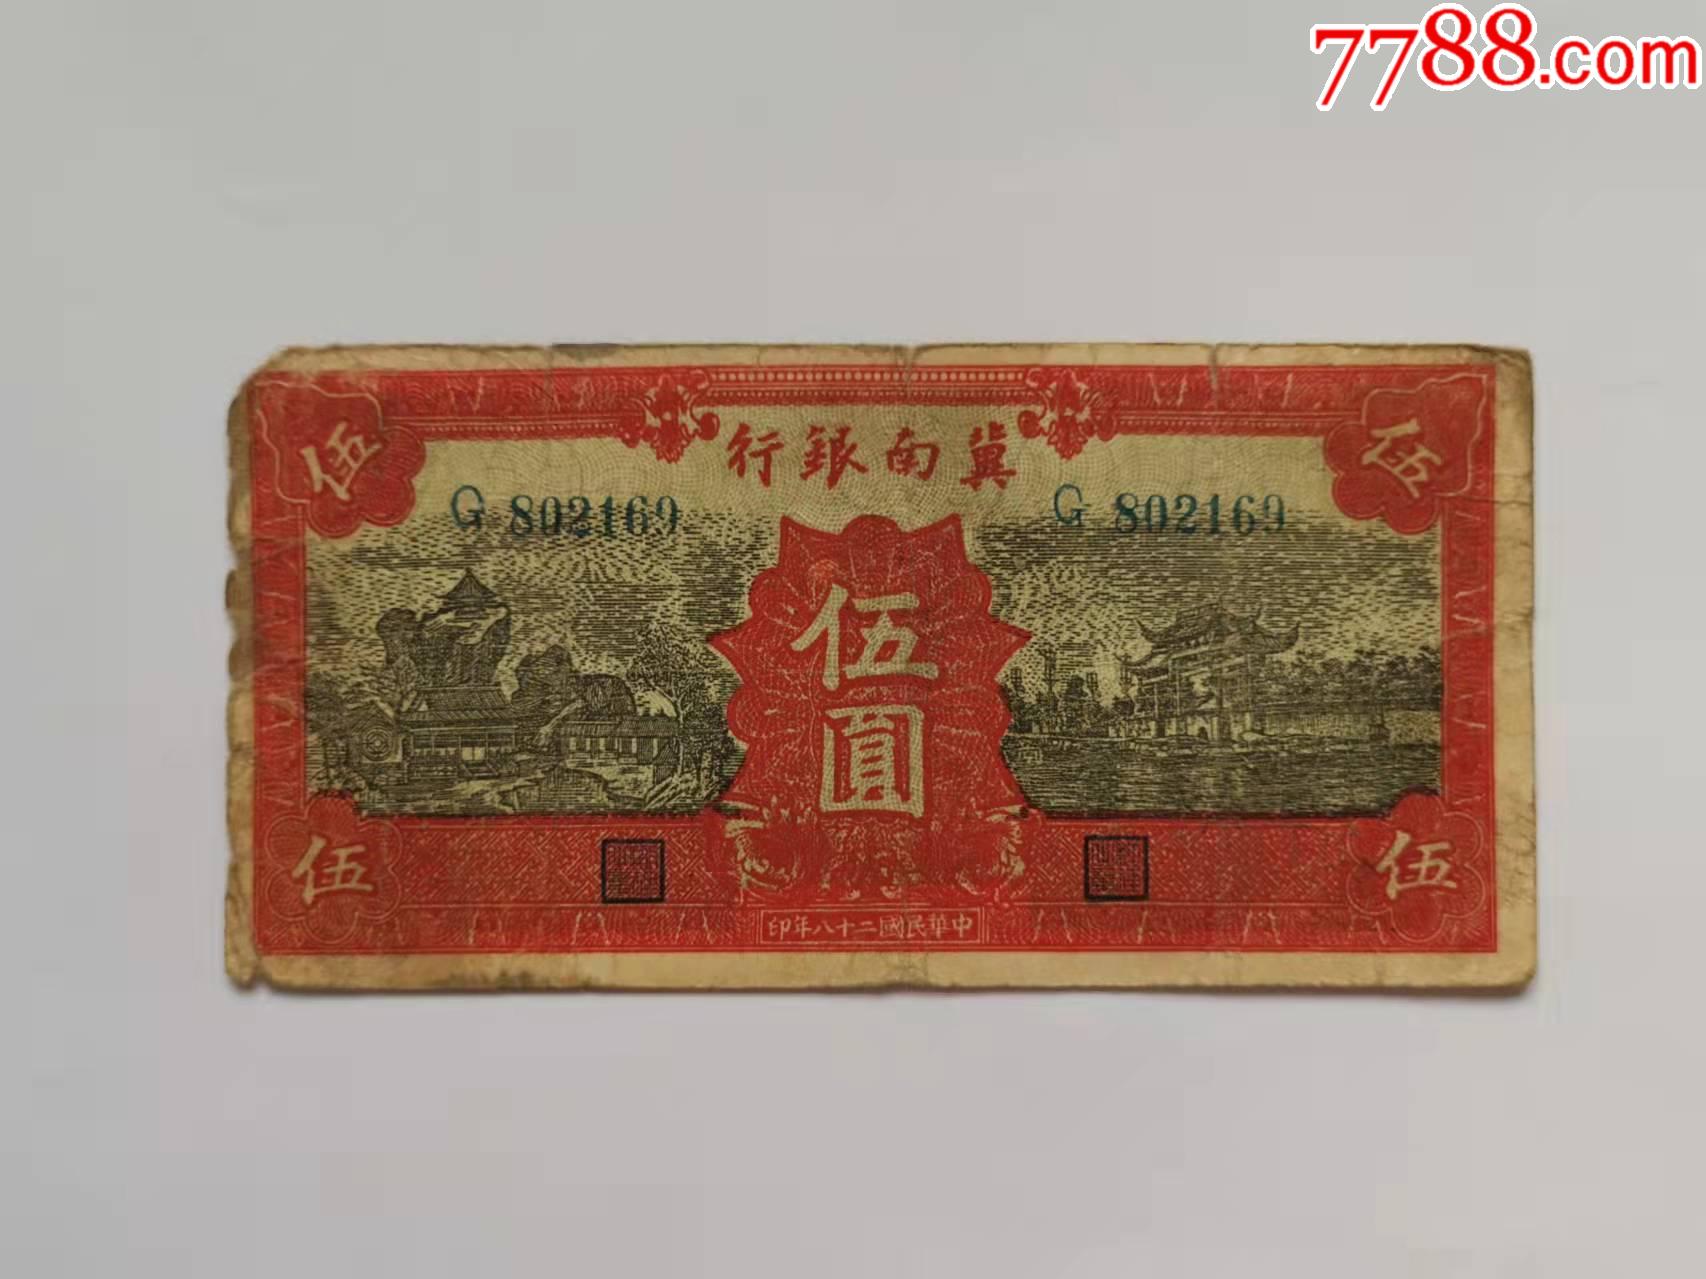 7788.com
伍
伍
冀南銀行
G 802169
G 802169
伍圓
伍
伍
中華民國二十八年印